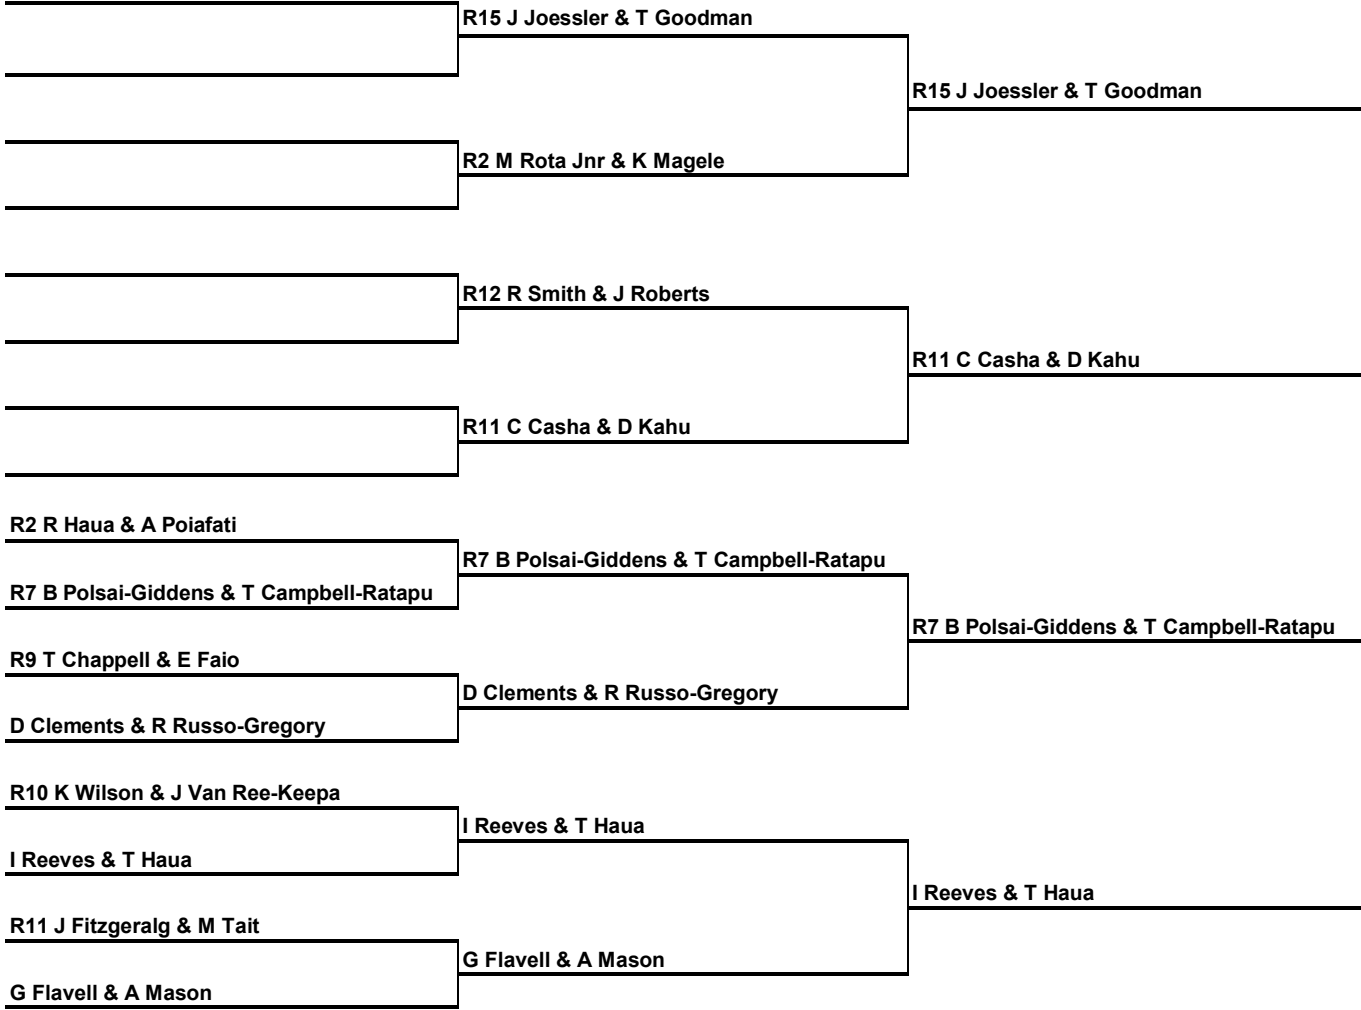 R15 J Joessler & T Goodman
R15 J Joessler & T Goodman
R2 M Rota Jnr & K Magele
R12 R Smith & J Roberts
R11 C Casha & D Kahu
R11 C Casha & D Kahu
R2 R Haua & A Poiafati
R7 B Polsai-Giddens & T Campbell-Ratapu
R7 B Polsai-Giddens & T Campbell-Ratapu
R7 B Polsai-Giddens & T Campbell-Ratapu
R9 T Chappell & E Faio
D Clements & R Russo-Gregory
D Clements & R Russo-Gregory
R10 K Wilson & J Van Ree-Keepa
I Reeves & T Haua
I Reeves & T Haua
I Reeves & T Haua
R11 J Fitzgeralg & M Tait
G Flavell & A Mason
G Flavell & A Mason